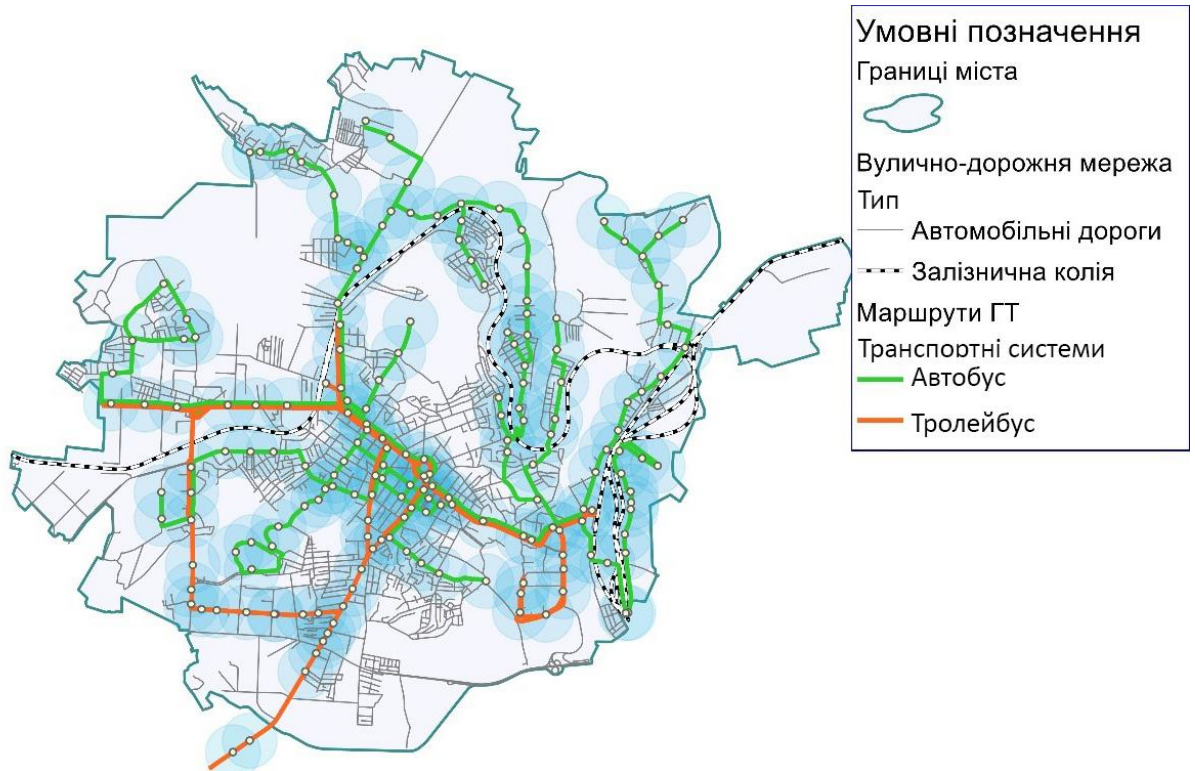 Умовні позначення
Границі міста
Вулично-дорожня мережа
Тип
Автомобільні дороги
Залізнична колія
Маршрути ГТ
Транспортні системи
Автобус
Тролейбус